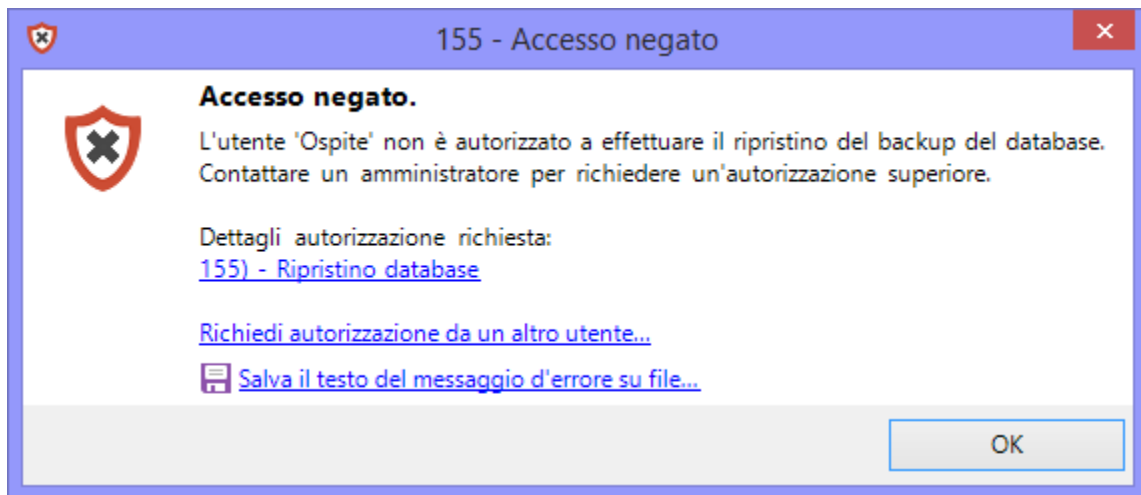 155 - Accesso negato
Accesso negato.
L'utente 'Ospite' non è autorizzato a effettuare il ripristino del backup del database.
Contattare un amministratore per richiedere un'autorizzazione superiore.
Dettagli autorizzazione richiesta:
155) - Ripristino database
Richiedi autorizzazione da un altro utente...
Salva il testo del messaggio d'errore su file...
OK